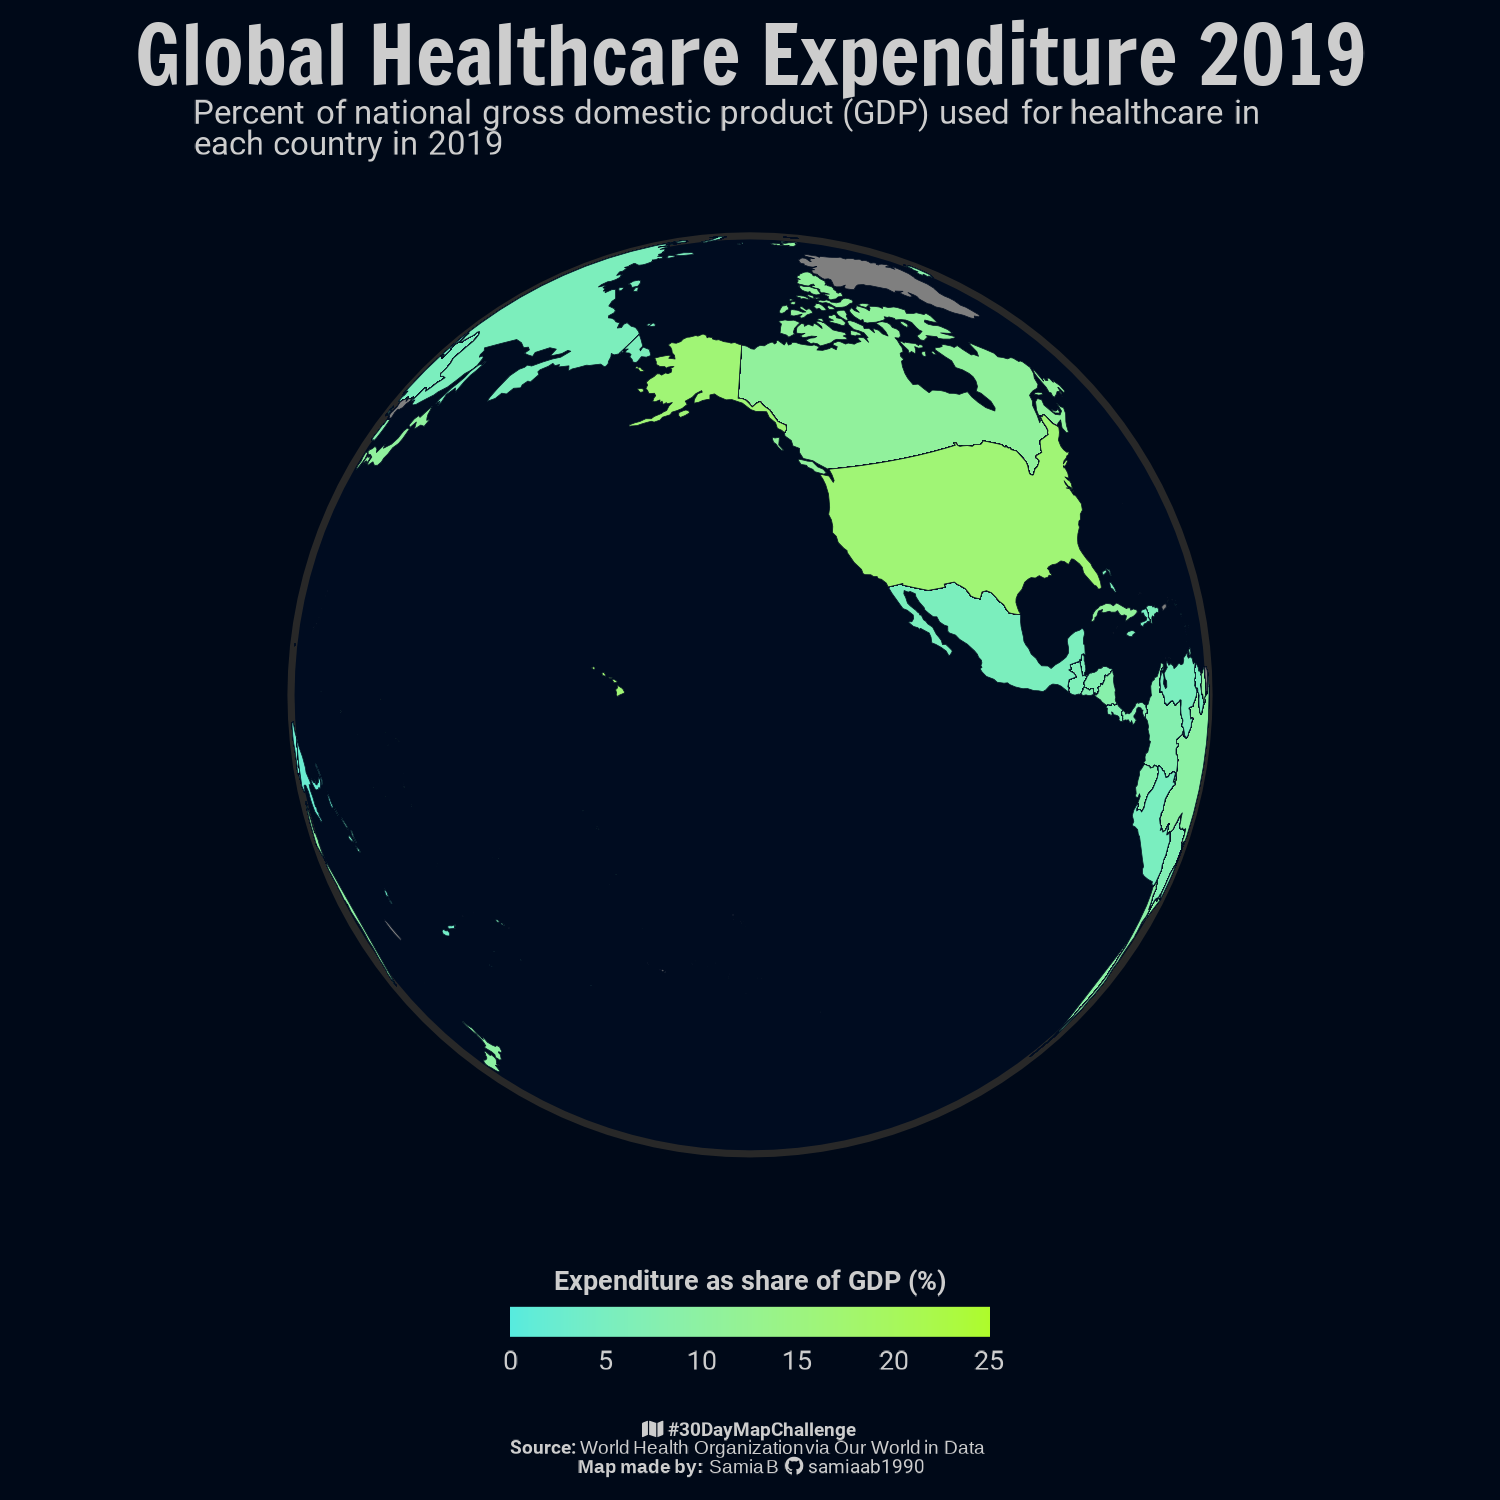 Global Healthcare Expenditure 2019
Percent of national gross domestic product (GDP) used for healthcare in
each country in 2019
Expenditure as share of GDP (%)
0 5 10 15 20 25
#30DayMapChallenge
Source: World Health Organization via Our World in Data
Map made by: Samia B samiaab1990